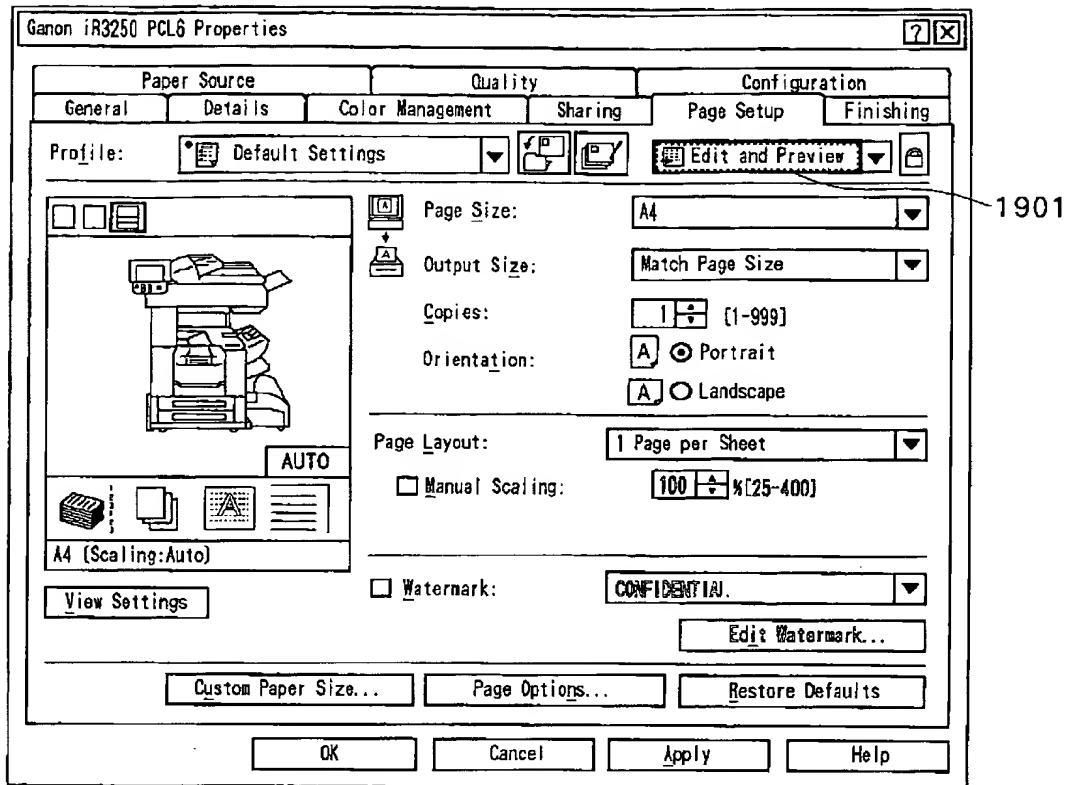 Ganon iR3250 PCL6 Properties
Paper Source Quality Configuration
General Details Color Management Sharing Page Setup Finishing
Profile: Default Settings Edit and Preview
1901
Page Size: A4
Output Size: Match Page Size
Copies: 1 [1-999]
Orientation: A Portrait
A Landscape
AUTO
Page Layout: 1 Page per Sheet
Manual Scaling: 100 %[25-400]
A4 (Scaling:Auto)
View Settings
Watermark: CONFIDENTIAL
Edit Watermark...
Custom Paper Size... Page Options... Restore Defaults
OK Cancel Apply Help